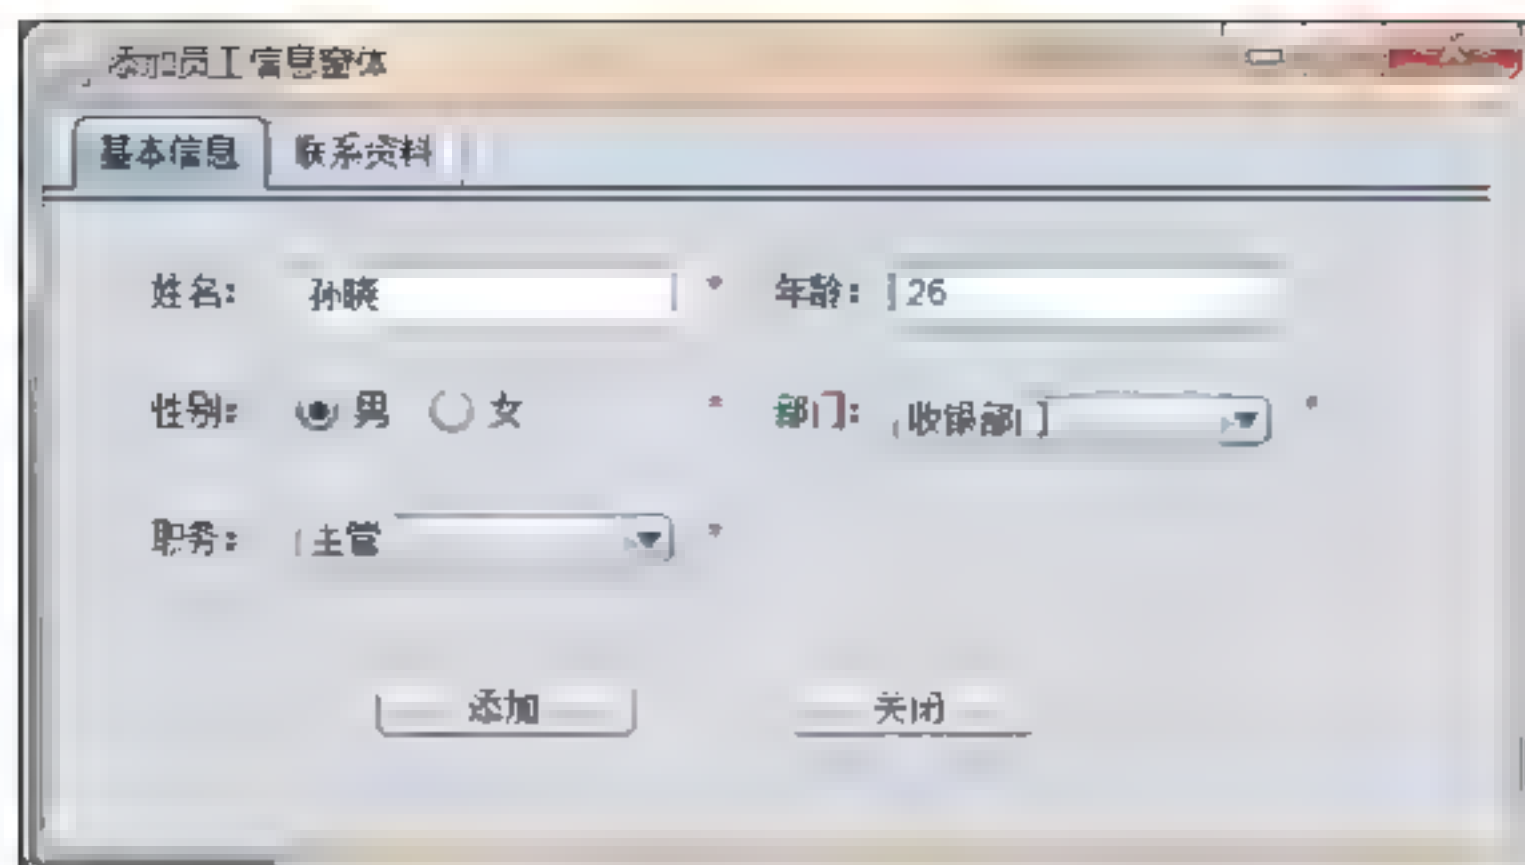 添加员工信息窗体
基本信息 联系资料
姓名: 孙晓 * 年龄: 26
性别: 男 女 * 部门: 收银部门 *
职务: 主管 *
添加 关闭